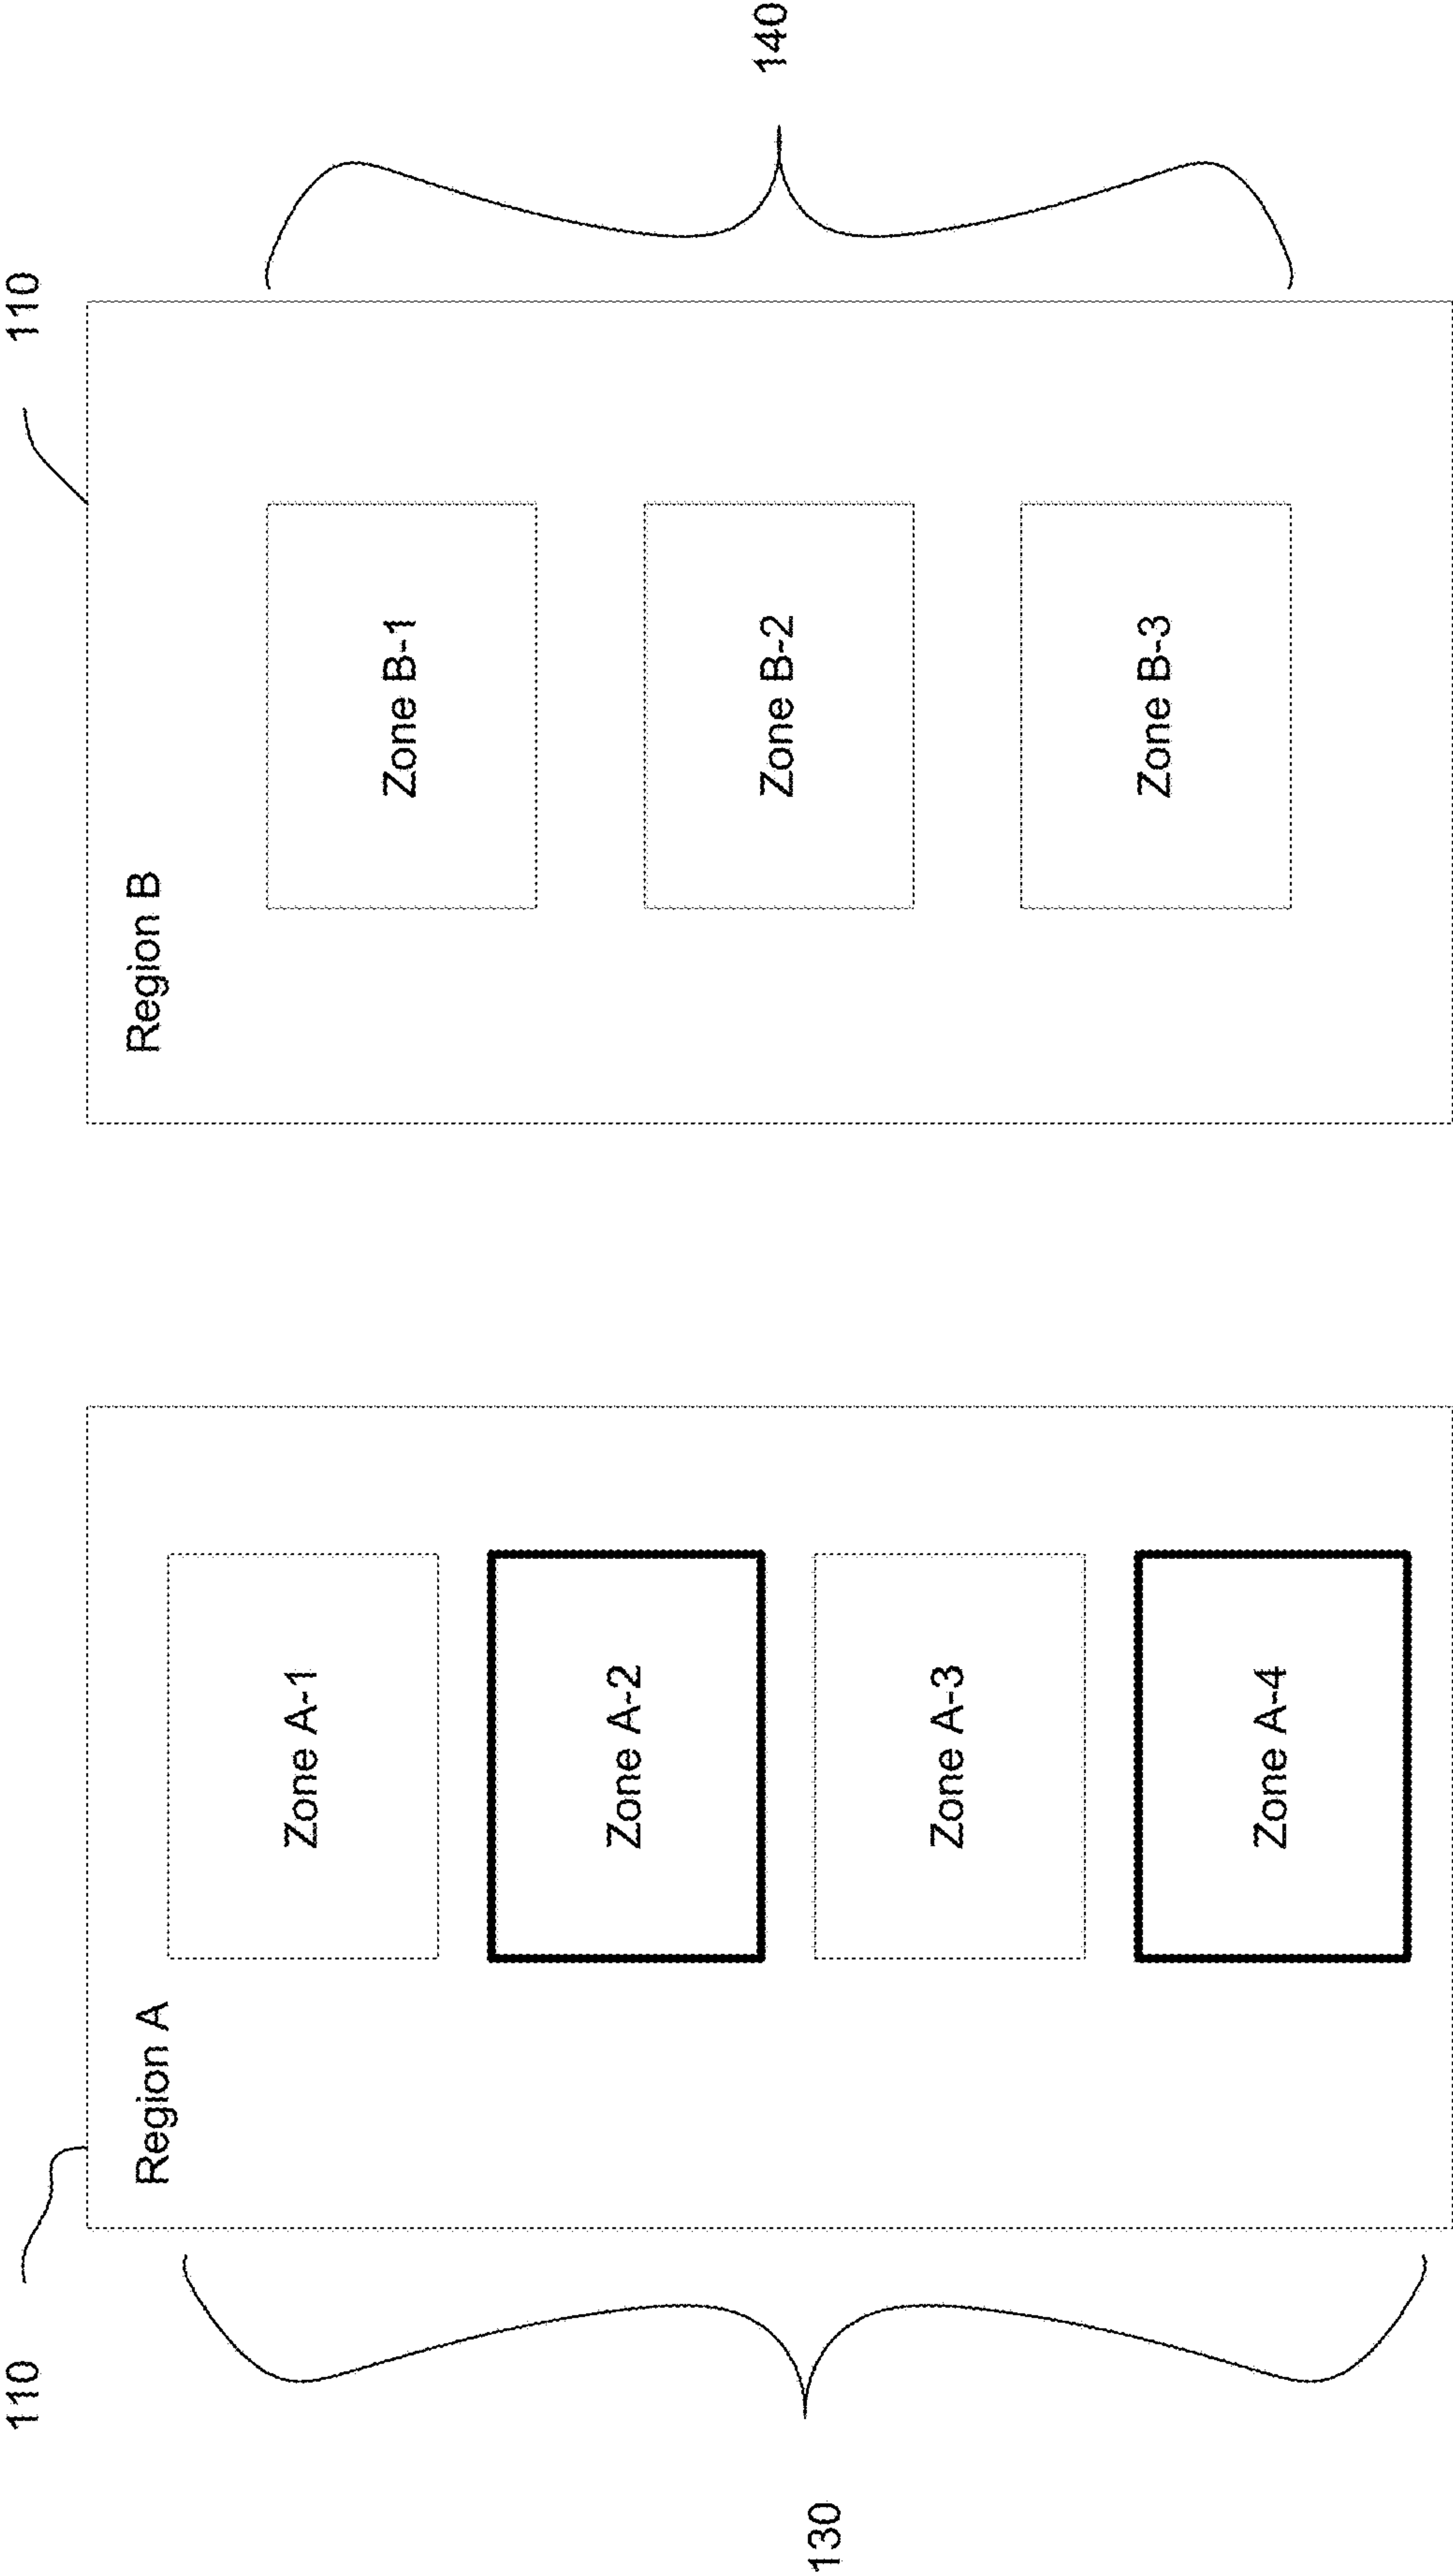 110
110
Region A
Region B
Zone A-1
Zone B-1
Zone A-2
Zone B-2
130
140
Zone A-3
Zone B-3
Zone A-4